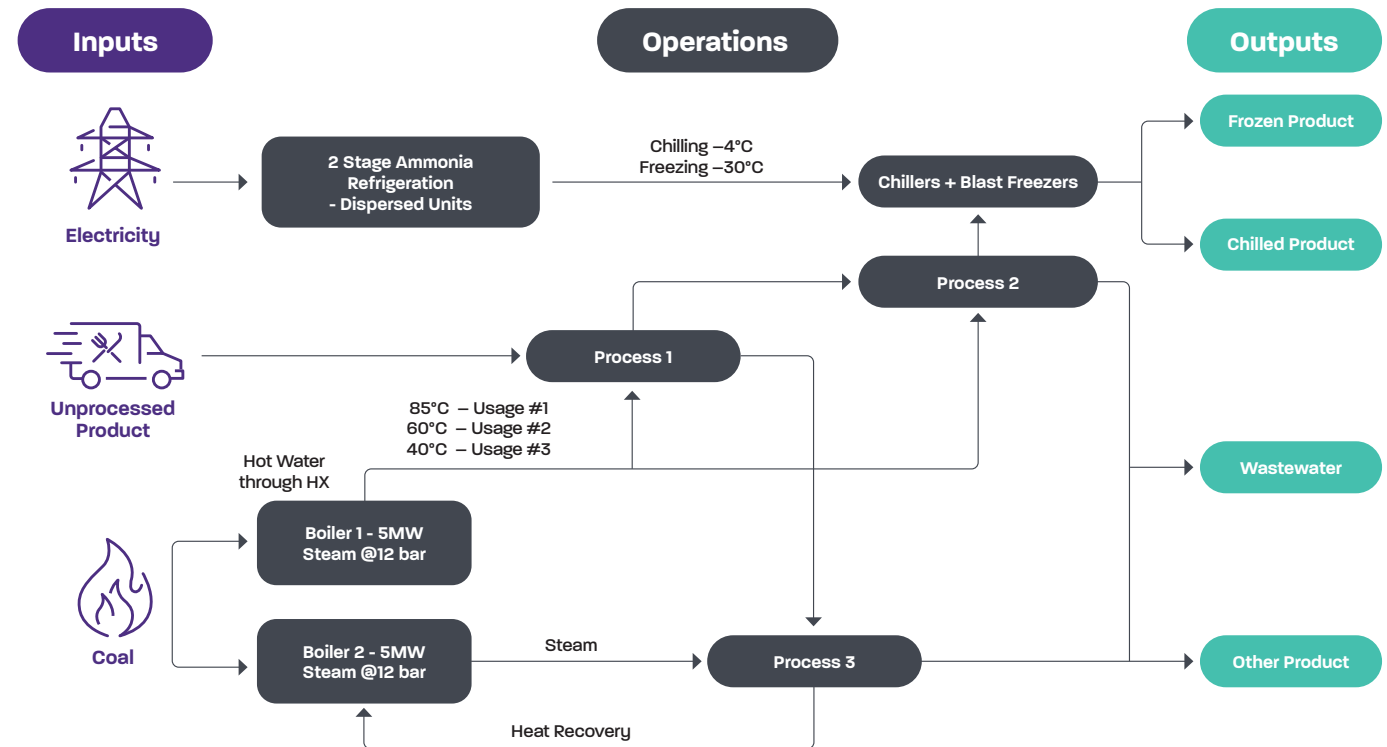 Inputs
Operations
Outputs
Electricity
2 Stage Ammonia
Refrigeration
- Dispersed Units
Chilling –4°C
Freezing –30°C
Chillers + Blast Freezers
Frozen Product
Chilled Product
Process 2
Unprocessed
Product
Process 1
85°C – Usage #1
60°C – Usage #2
40°C – Usage #3
Hot Water
through HX
Boiler 1 - 5MW
Steam @12 bar
Wastewater
Coal
Boiler 2 - 5MW
Steam @12 bar
Steam
Process 3
Other Product
Heat Recovery